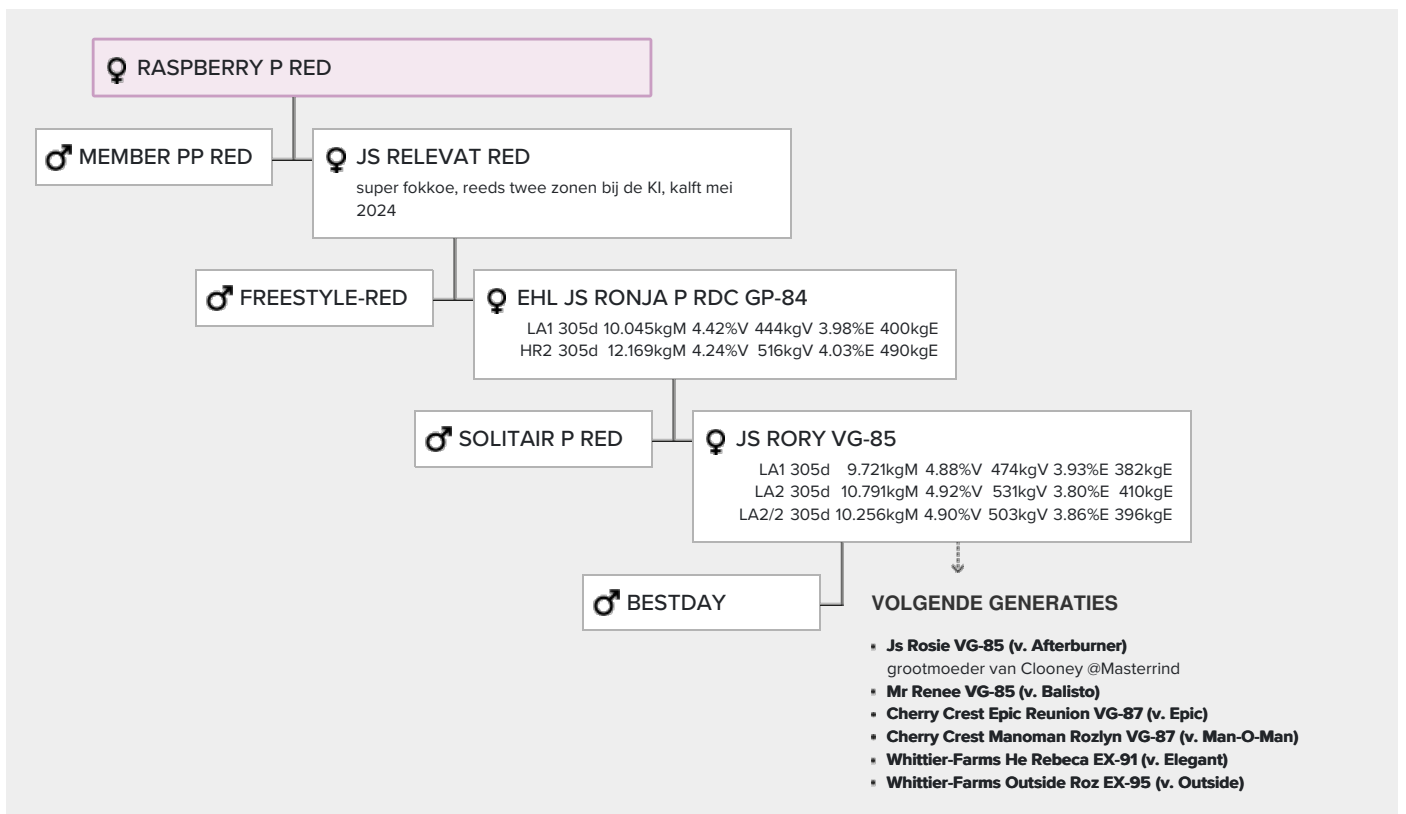 RASPBERRY P RED
MEMBER PP RED
JS RELEVAT RED
super fokkoe, reeds twee zonen bij de KI, kalft mei
2024
FREESTYLE-RED
EHL JS RONJA P RDC GP-84
LA1 305d 10.045kgM 4.42%V 444kgV 3.98%E 400kgE
HR2 305d 12.169kgM 4.24%V 516kgV 4.03%E 490kgE
SOLITAIR P RED
JS RORY VG-85
LA1 305d 9.721kgM 4.88%V 474kgV 3.93%E 382kgE
LA2 305d 10.791kgM 4.92%V 531kgV 3.80%E 410kgE
LA2/2 305d 10.256kgM 4.90%V 503kgV 3.86%E 396kgE
BESTDAY
VOLGENDE GENERATIES
Js Rosie VG-85 (v. Afterburner)
grootmoeder van Clooney @Masterrind
Mr Renee VG-85 (v. Balisto)
Cherry Crest Epic Reunion VG-87 (v. Epic)
Cherry Crest Manoman Rozlyn VG-87 (v. Man-O-Man)
Whittier-Farms He Rebeca EX-91 (v. Elegant)
Whittier-Farms Outside Roz EX-95 (v. Outside)